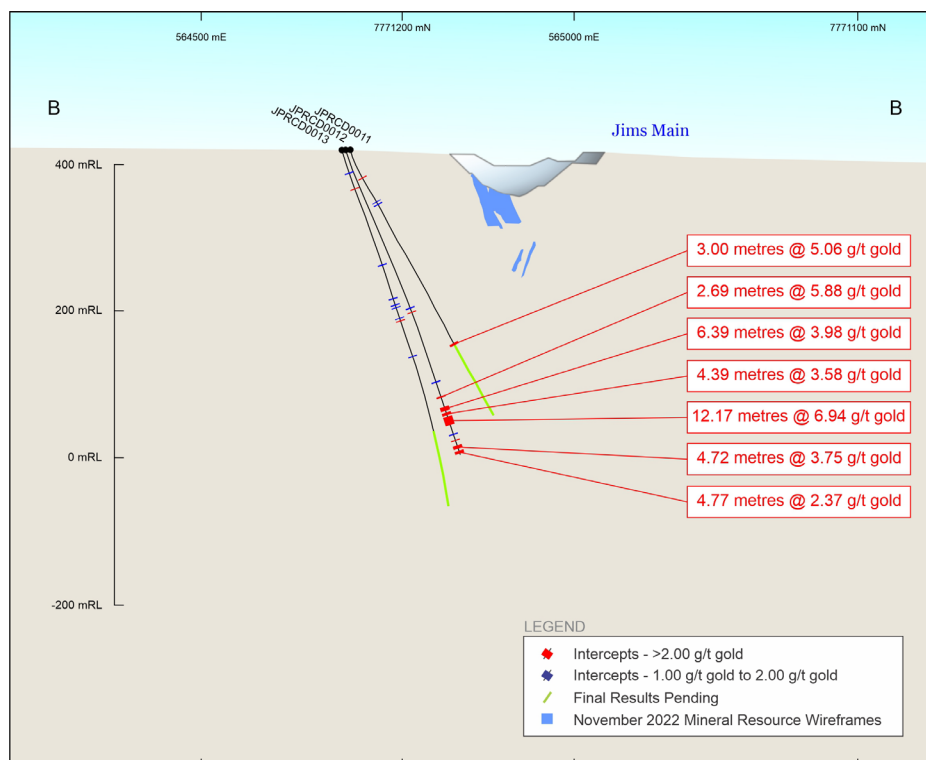 564500 mE
7771200 mN
565000 mE
7771100 mN
B
B
JPRCD0011
JPRCD0012
JPRCD0013
Jims Main
400 mRL
200 mRL
0 mRL
-200 mRL
3.00 metres @ 5.06 g/t gold
2.69 metres @ 5.88 g/t gold
6.39 metres @ 3.98 g/t gold
4.39 metres @ 3.58 g/t gold
12.17 metres @ 6.94 g/t gold
4.72 metres @ 3.75 g/t gold
4.77 metres @ 2.37 g/t gold
LEGEND
Intercepts - >2.00 g/t gold
Intercepts - 1.00 g/t gold to 2.00 g/t gold
Final Results Pending
November 2022 Mineral Resource Wireframes